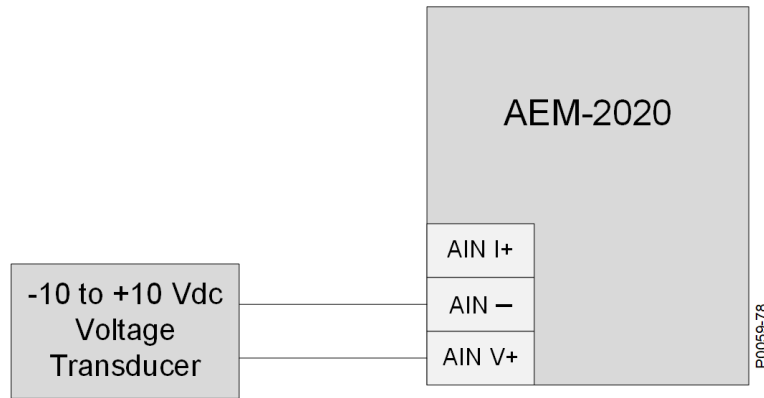 AEM-2020
AIN I+
-10 to +10 Vdc
AIN –
Voltage
Transducer
AIN V+
P0059-78